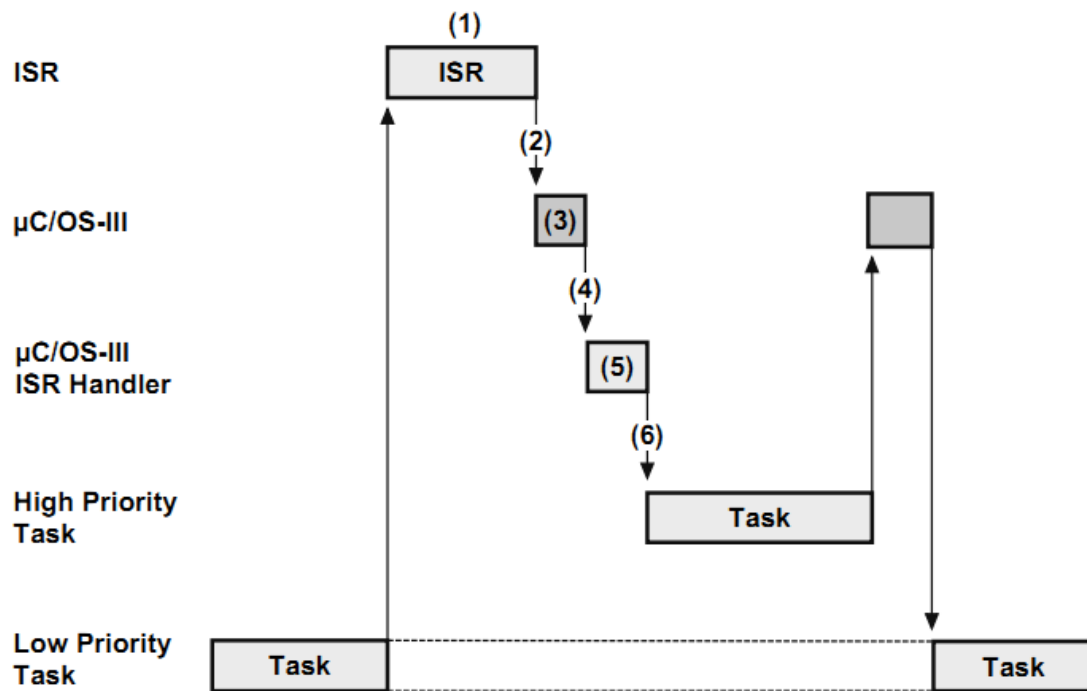 (1)
ISR
ISR
(2)
µC/OS-III
(3)
(4)
µC/OS-III
ISR Handler
(5)
(6)
High Priority
Task
Task
Low Priority
Task
Task
Task